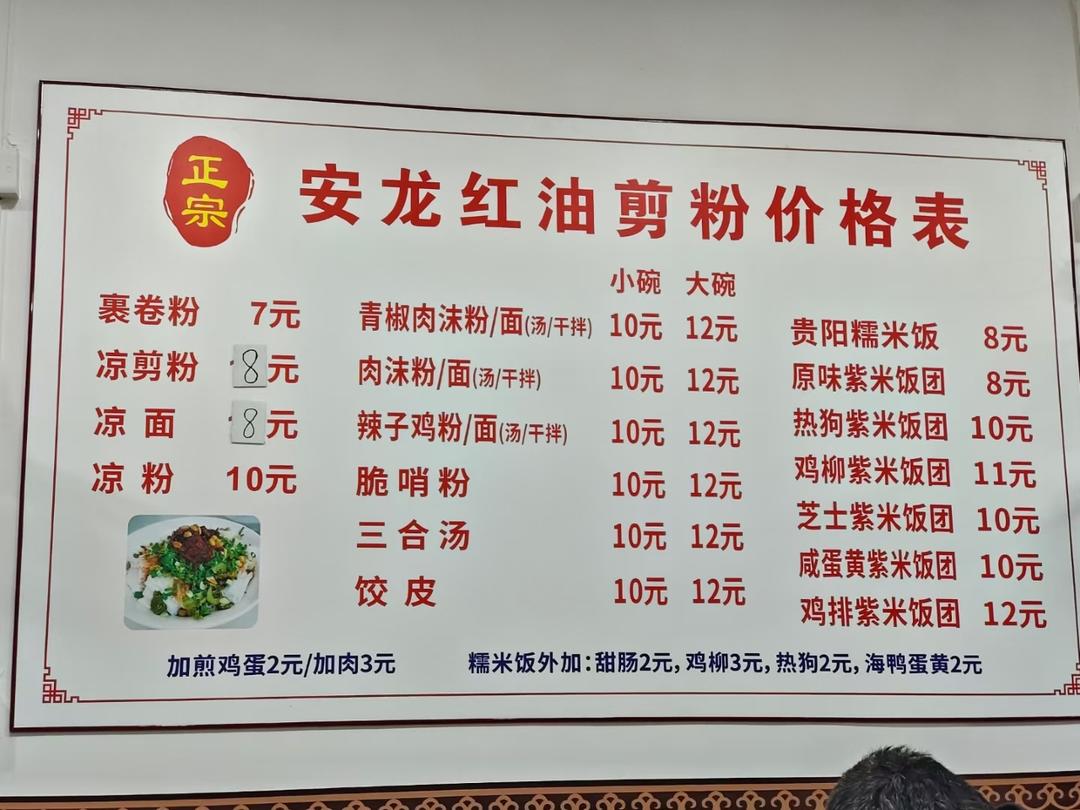 正宗
安龙红油剪粉价格表
裹卷粉 7元
凉剪粉 8元
凉面 8元
凉粉 10元
小碗 大碗
青椒肉沫粉/面(汤/干拌) 10元 12元
肉沫粉/面(汤/干拌) 10元 12元
辣子鸡粉/面(汤/干拌) 10元 12元
脆哨粉 10元 12元
三合汤 10元 12元
饺皮 10元 12元
贵阳糯米饭 8元
原味紫米饭团 8元
热狗紫米饭团 10元
鸡柳紫米饭团 11元
芝士紫米饭团 10元
咸蛋黄紫米饭团 10元
鸡排紫米饭团 12元
加煎鸡蛋2元/加肉3元
糯米饭外加:甜肠2元,鸡柳3元,热狗2元,海鸭蛋黄2元